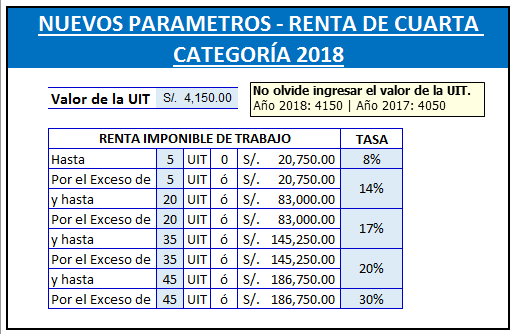 NUEVOS PARAMETROS - RENTA DE CUARTA
CATEGORÍA 2018
Valor de la UIT S/. 4,150.00
No olvide ingresar el valor de la UIT.
Año 2018: 4150 | Año 2017: 4050
RENTA IMPONIBLE DE TRABAJO TASA
Hasta 5 UIT O S/. 20,750.00 8%
Por el Exceso de 5 UIT ó S/. 20,750.00
14%
y hasta 20 UIT ó S/. 83,000.00
Por el Exceso de 20 UIT ó S/. 83,000.00
17%
y hasta 35 UIT ó S/. 145,250.00
Por el Exceso de 35 UIT ó S/. 145,250.00
20%
y hasta 45 UIT ó S/. 186,750.00
Por el Exceso de 45 UIT ó S/. 186,750.00 30%